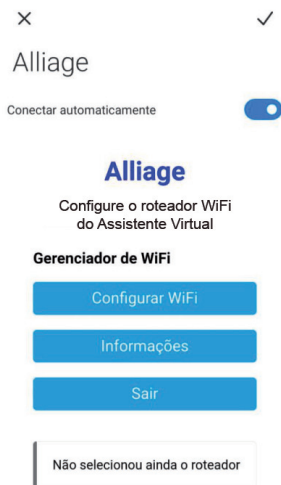 Alliage
Conectar automaticamente
Alliage
Configure o roteador WiFi
do Assistente Virtual
Gerenciador de WiFi
Configurar WiFi
Informações
Sair
Não selecionou ainda o roteador